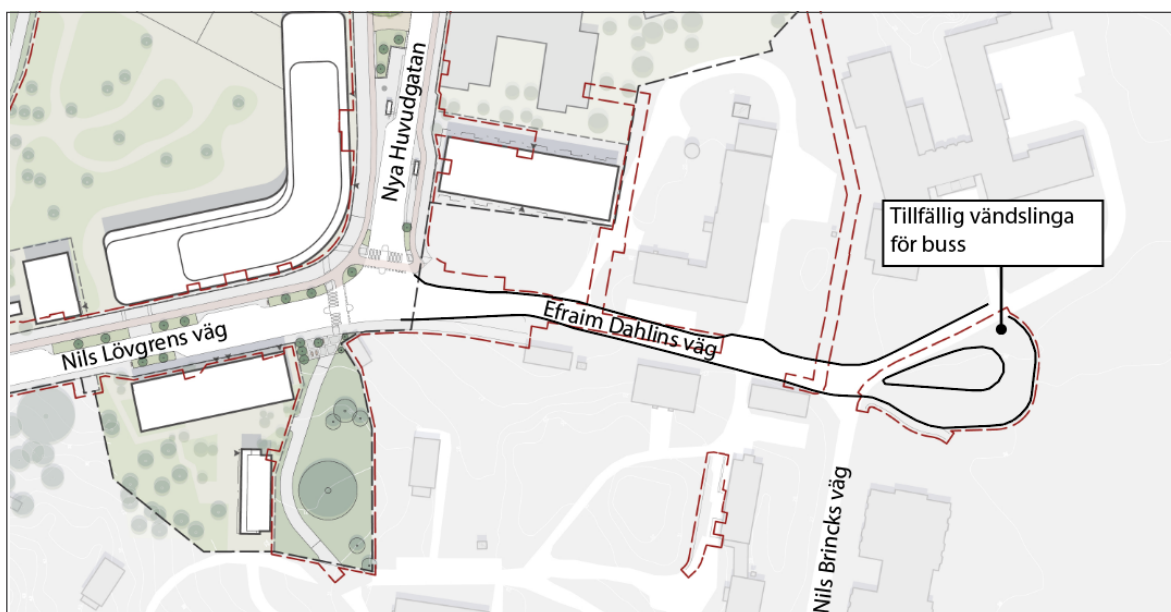 Nya Huvudgatan
Tillfällig vändslinga
för buss
Efraim Dahlins väg
Nils Lövgrens väg
Nils Brincks väg